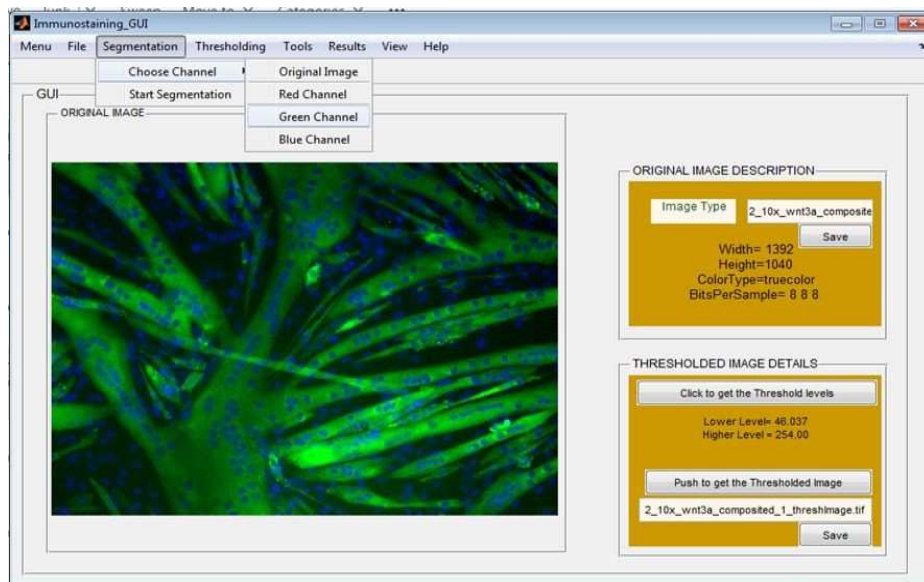 Immunostaining_GUI
Menu File Segmentation Thresholding Tools Results View Help
Choose Channel
Start Segmentation
Original Image
Red Channel
Green Channel
Blue Channel
GUI
ORIGINAL IMAGE
ORIGINAL IMAGE DESCRIPTION
Image Type
2_10x_wnt3a_composite
Save
Width= 1392
Height=1040
ColorType=truecolor
BitsPerSample= 8 8 8
THRESHOLDED IMAGE DETAILS
Click to get the Threshold levels
Lower Level= 46.037
Higher Level = 254.00
Push to get the Thresholded Image
2_10x_wnt3a_composited_1_threshImage.tif
Save